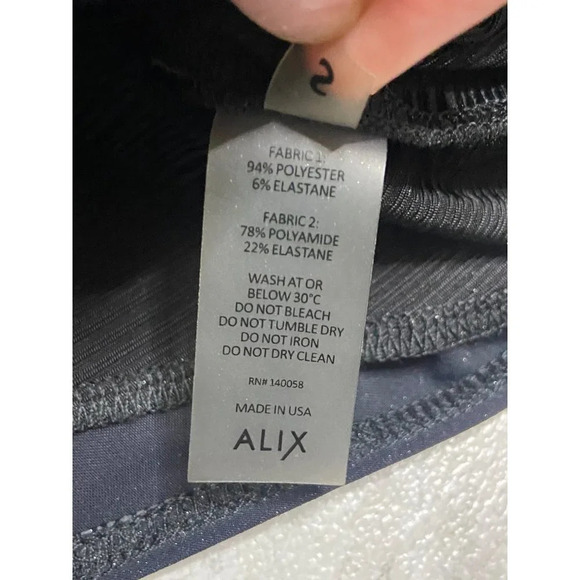 S
FABRIC 1:
94% POLYESTER
6% ELASTANE
FABRIC 2:
78% POLYAMIDE
22% ELASTANE
WASH AT OR
BELOW 30°C
DO NOT BLEACH
DO NOT TUMBLE DRY
DO NOT IRON
DO NOT DRY CLEAN
RN# 140058
MADE IN USA
ALIX